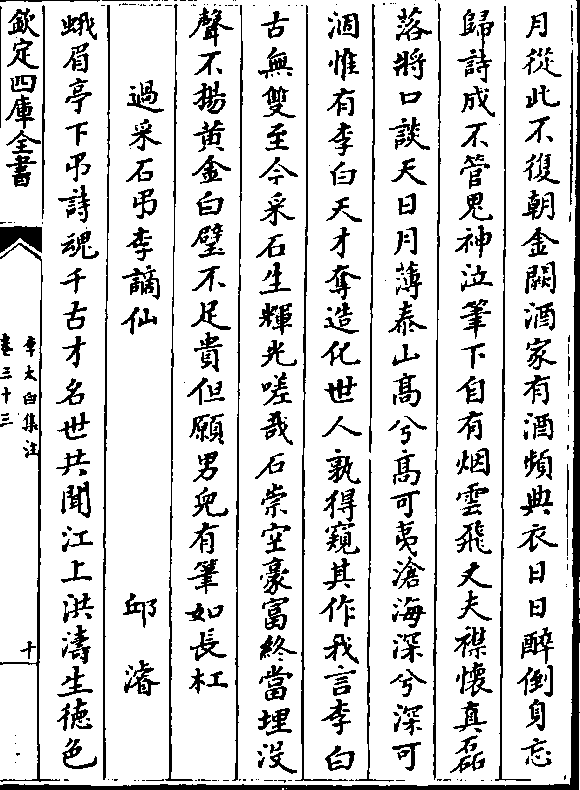 月從此不復朝金闕酒家有酒頻典衣日日醉倒身忘
歸詩成不管鬼神泣筆下自有烟雲飛丈夫襟懷真磊
落將口談天日月薄泰山高兮高可夷滄海深兮深可
涸惟有李白天才奪造化世人孰得窺其作我言李白
古無雙至今采石生輝光嗟哉石崇空豪富終當埋没
聲不揚黄金白璧不足貴但願男兒有筆如長杠
過采石弔李謫仙　邱濬
蛾眉亭下弔詩魂千古才名世共聞江上洪濤生德色
欽定四庫全書
李太白集注
卷三十三
十